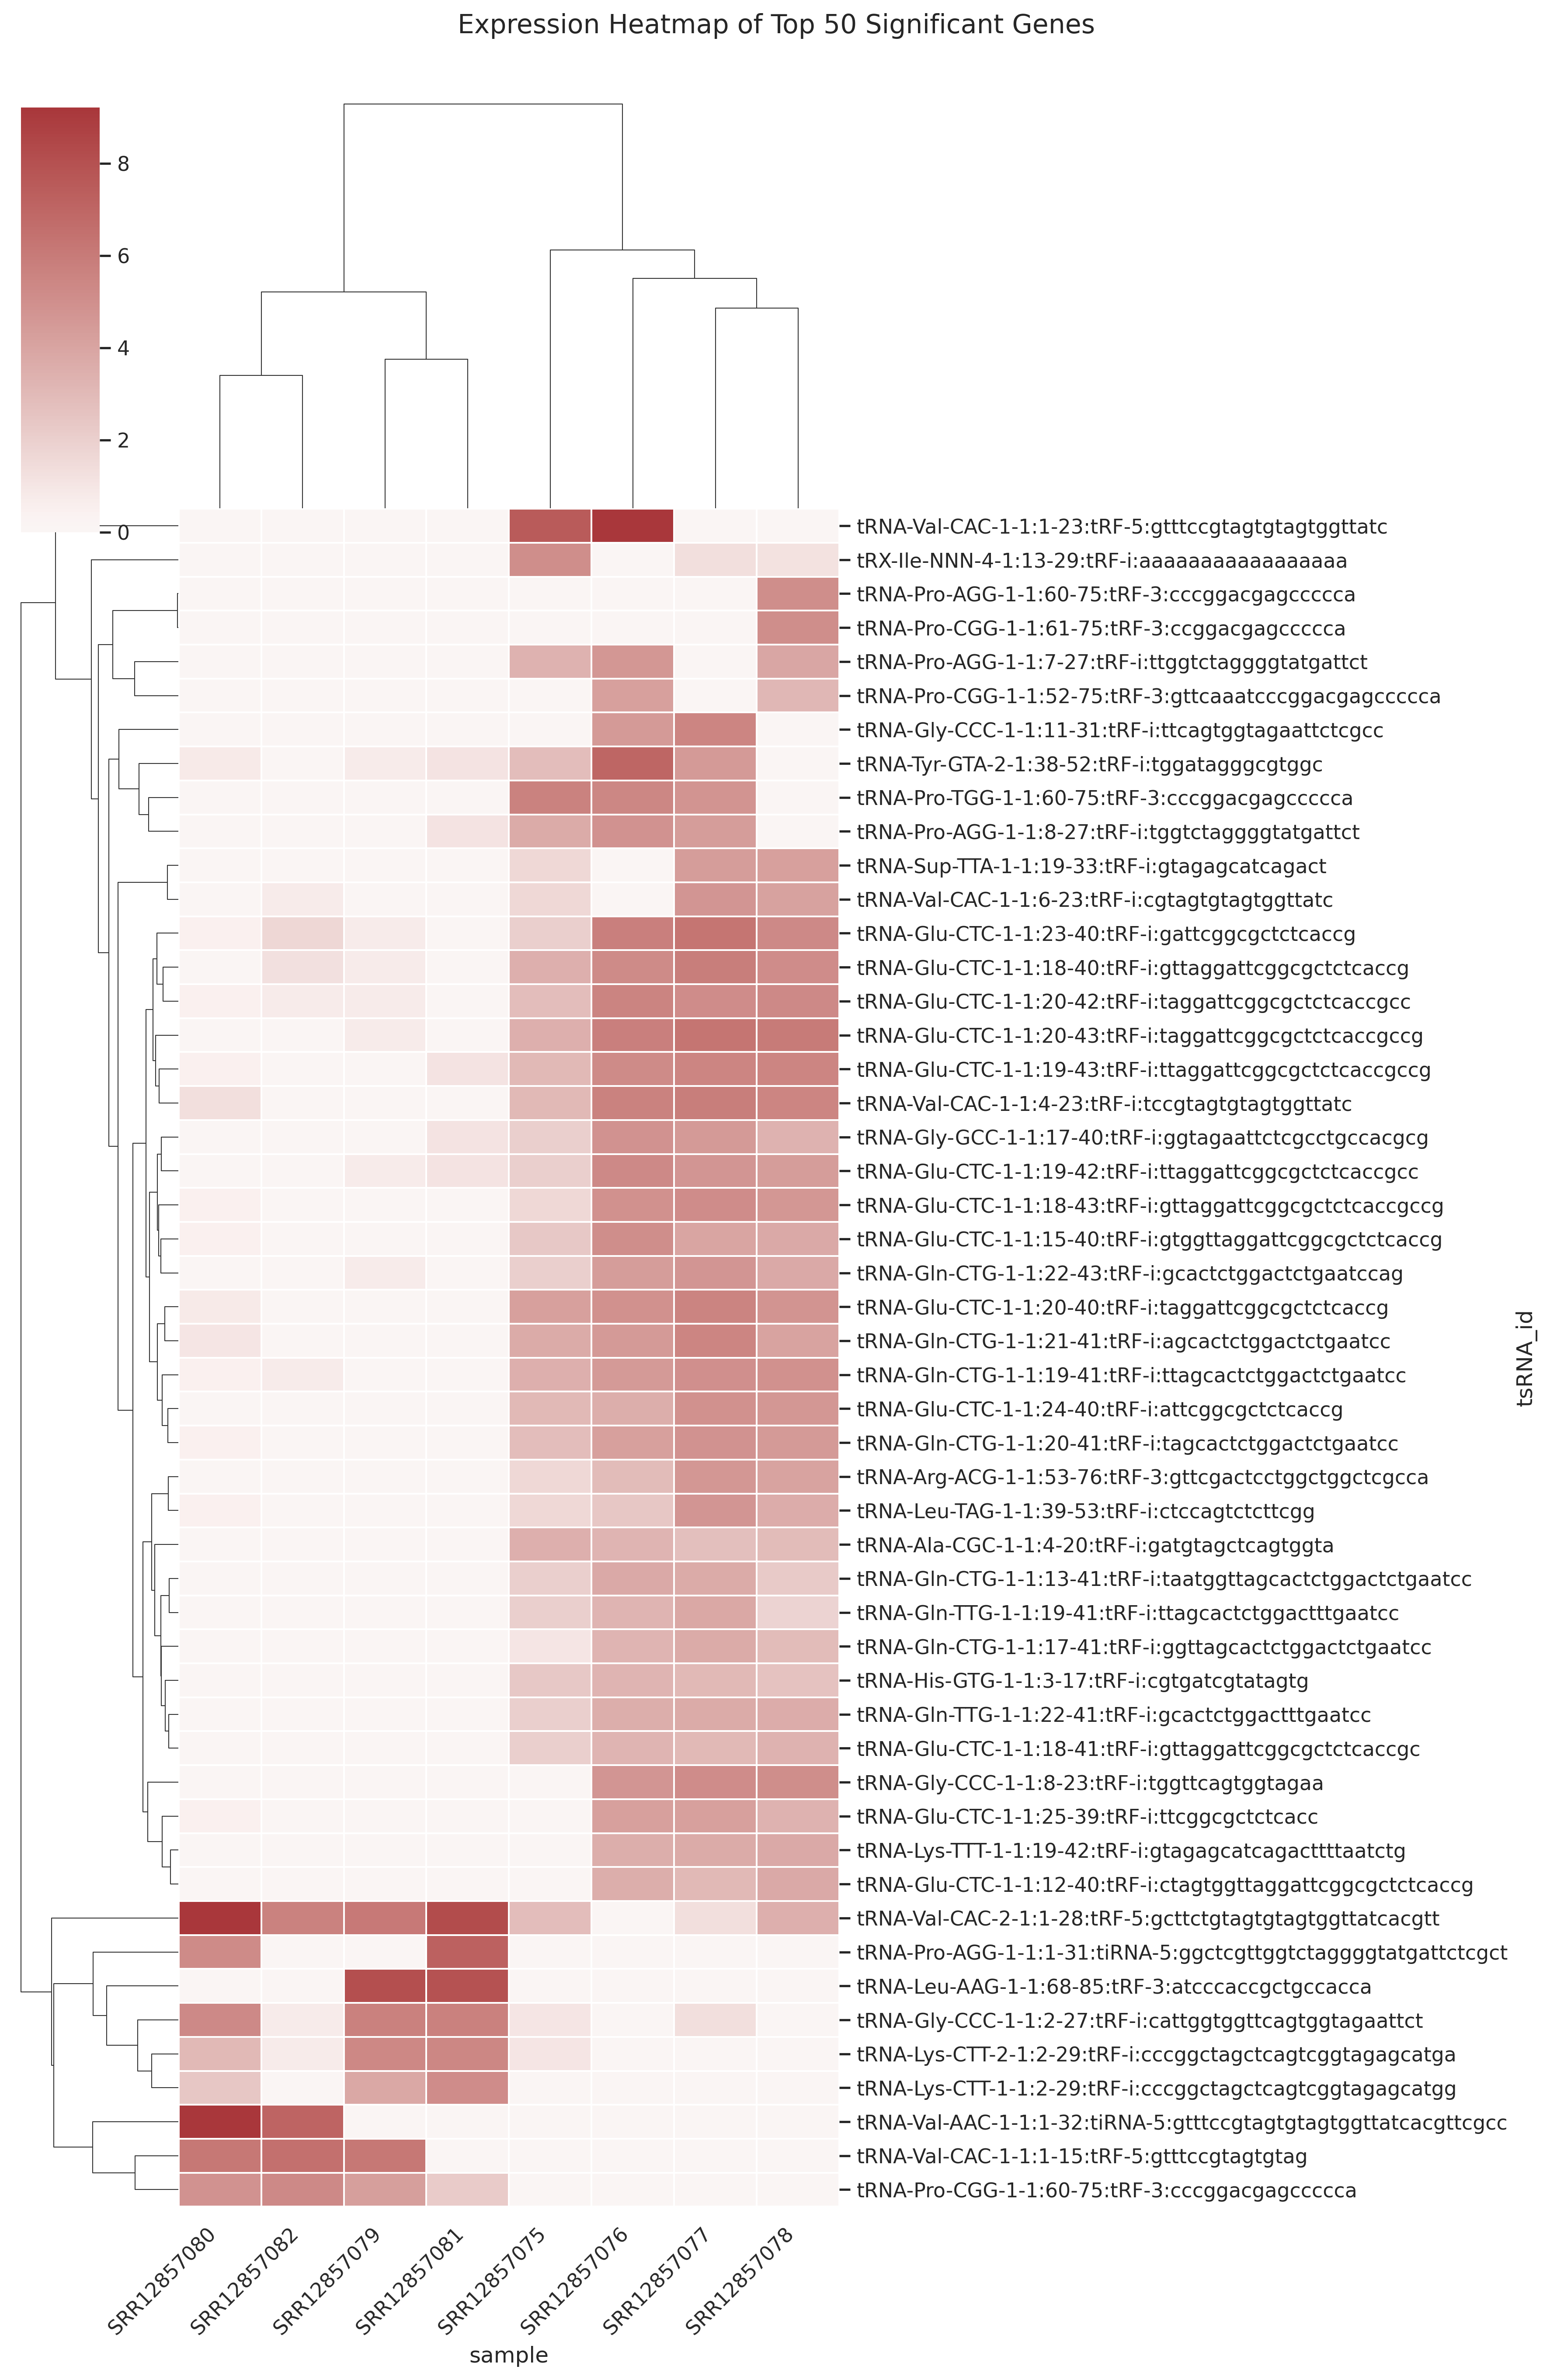 Expression Heatmap of Top 50 Significant Genes
8
6
4
2
0
tRNA-Val-CAC-1-1:1-23:tRF-5:gtttccgtagtgtagtggttatc
tRX-Ile-NNN-4-1:13-29:tRF-i:aaaaaaaaaaaaaaaaa
tRNA-Pro-AGG-1-1:60-75:tRF-3:cccggacgagccccca
tRNA-Pro-CGG-1-1:61-75:tRF-3:ccggacgagccccca
tRNA-Pro-AGG-1-1:7-27:tRF-i:ttggtctaggggtatgattct
tRNA-Pro-CGG-1-1:52-75:tRF-3:gttcaaatcccggacgagccccca
tRNA-Gly-CCC-1-1:11-31:tRF-i:ttcagtggtagaattctcgcc
tRNA-Tyr-GTA-2-1:38-52:tRF-i:tggatagggcgtggc
tRNA-Pro-TGG-1-1:60-75:tRF-3:cccggacgagccccca
tRNA-Pro-AGG-1-1:8-27:tRF-i:tggtctaggggtatgattct
tRNA-Sup-TTA-1-1:19-33:tRF-i:gtagagcatcagact
tRNA-Val-CAC-1-1:6-23:tRF-i:cgtagtgtagtggttatc
tRNA-Glu-CTC-1-1:23-40:tRF-i:gattcggcgctctcaccg
tRNA-Glu-CTC-1-1:18-40:tRF-i:gttaggattcggcgctctcaccg
tRNA-Glu-CTC-1-1:20-42:tRF-i:taggattcggcgctctcaccgcc
tRNA-Glu-CTC-1-1:20-43:tRF-i:taggattcggcgctctcaccgccg
tRNA-Glu-CTC-1-1:19-43:tRF-i:ttaggattcggcgctctcaccgccg
tRNA-Val-CAC-1-1:4-23:tRF-i:tccgtagtgtagtggttatc
tRNA-Gly-GCC-1-1:17-40:tRF-i:ggtagaattctcgcctgccacgcg
tRNA-Glu-CTC-1-1:19-42:tRF-i:ttaggattcggcgctctcaccgcc
tRNA-Glu-CTC-1-1:18-43:tRF-i:gttaggattcggcgctctcaccgccg
tRNA-Glu-CTC-1-1:15-40:tRF-i:gtggttaggattcggcgctctcaccg
tRNA-Gln-CTG-1-1:22-43:tRF-i:gcactctggactctgaatccag
tRNA-Glu-CTC-1-1:20-40:tRF-i:taggattcggcgctctcaccg
tRNA-Gln-CTG-1-1:21-41:tRF-i:agcactctggactctgaatcc
tRNA-Gln-CTG-1-1:19-41:tRF-i:ttagcactctggactctgaatcc
tRNA-Glu-CTC-1-1:24-40:tRF-i:attcggcgctctcaccg
tRNA-Gln-CTG-1-1:20-41:tRF-i:tagcactctggactctgaatcc
tRNA-Arg-ACG-1-1:53-76:tRF-3:gttcgactcctggctggctcgcca
tRNA-Leu-TAG-1-1:39-53:tRF-i:ctccagtctcttcgg
tRNA-Ala-CGC-1-1:4-20:tRF-i:gatgtagctcagtggta
tRNA-Gln-CTG-1-1:13-41:tRF-i:taatggttagcactctggactctgaatcc
tRNA-Gln-TTG-1-1:19-41:tRF-i:ttagcactctggactttgaatcc
tRNA-Gln-CTG-1-1:17-41:tRF-i:ggttagcactctggactctgaatcc
tRNA-His-GTG-1-1:3-17:tRF-i:cgtgatcgtatagtg
tRNA-Gln-TTG-1-1:22-41:tRF-i:gcactctggactttgaatcc
tRNA-Glu-CTC-1-1:18-41:tRF-i:gttaggattcggcgctctcaccgc
tRNA-Gly-CCC-1-1:8-23:tRF-i:tggttcagtggtagaa
tRNA-Glu-CTC-1-1:25-39:tRF-i:ttcggcgctctcacc
tRNA-Lys-TTT-1-1:19-42:tRF-i:gtagagcatcagacttttaatctg
tRNA-Glu-CTC-1-1:12-40:tRF-i:ctagtggttaggattcggcgctctcaccg
tRNA-Val-CAC-2-1:1-28:tRF-5:gcttctgtagtgtagtggttatcacgtt
tRNA-Pro-AGG-1-1:1-31:tiRNA-5:ggctcgttggtctaggggtatgattctcgct
tRNA-Leu-AAG-1-1:68-85:tRF-3:atcccaccgctgccacca
tRNA-Gly-CCC-1-1:2-27:tRF-i:cattggtggttcagtggtagaattct
tRNA-Lys-CTT-2-1:2-29:tRF-i:cccggctagctcagtcggtagagcatga
tRNA-Lys-CTT-1-1:2-29:tRF-i:cccggctagctcagtcggtagagcatgg
tRNA-Val-AAC-1-1:1-32:tiRNA-5:gtttccgtagtgtagtggttatcacgttcgcc
tRNA-Val-CAC-1-1:1-15:tRF-5:gtttccgtagtgtag
tRNA-Pro-CGG-1-1:60-75:tRF-3:cccggacgagccccca
tsRNA_id
SRR12857080
SRR12857082
SRR12857079
SRR12857081
SRR12857075
SRR12857076
SRR12857077
SRR12857078
sample